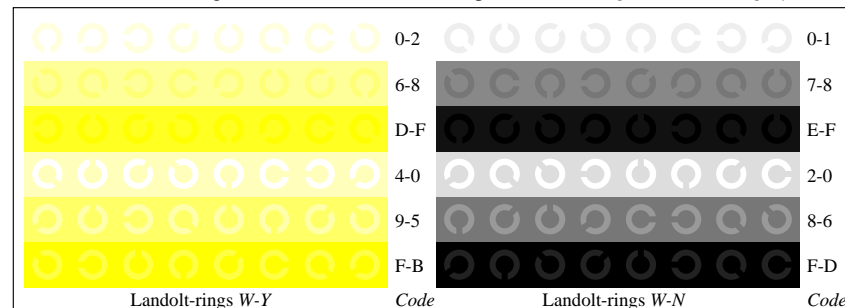 0-2 0-1
6-8 7-8
D-F E-F
4-0 2-0
9-5 8-6
F-B F-D
Landolt-rings W-Y Code Landolt-rings W-N Code